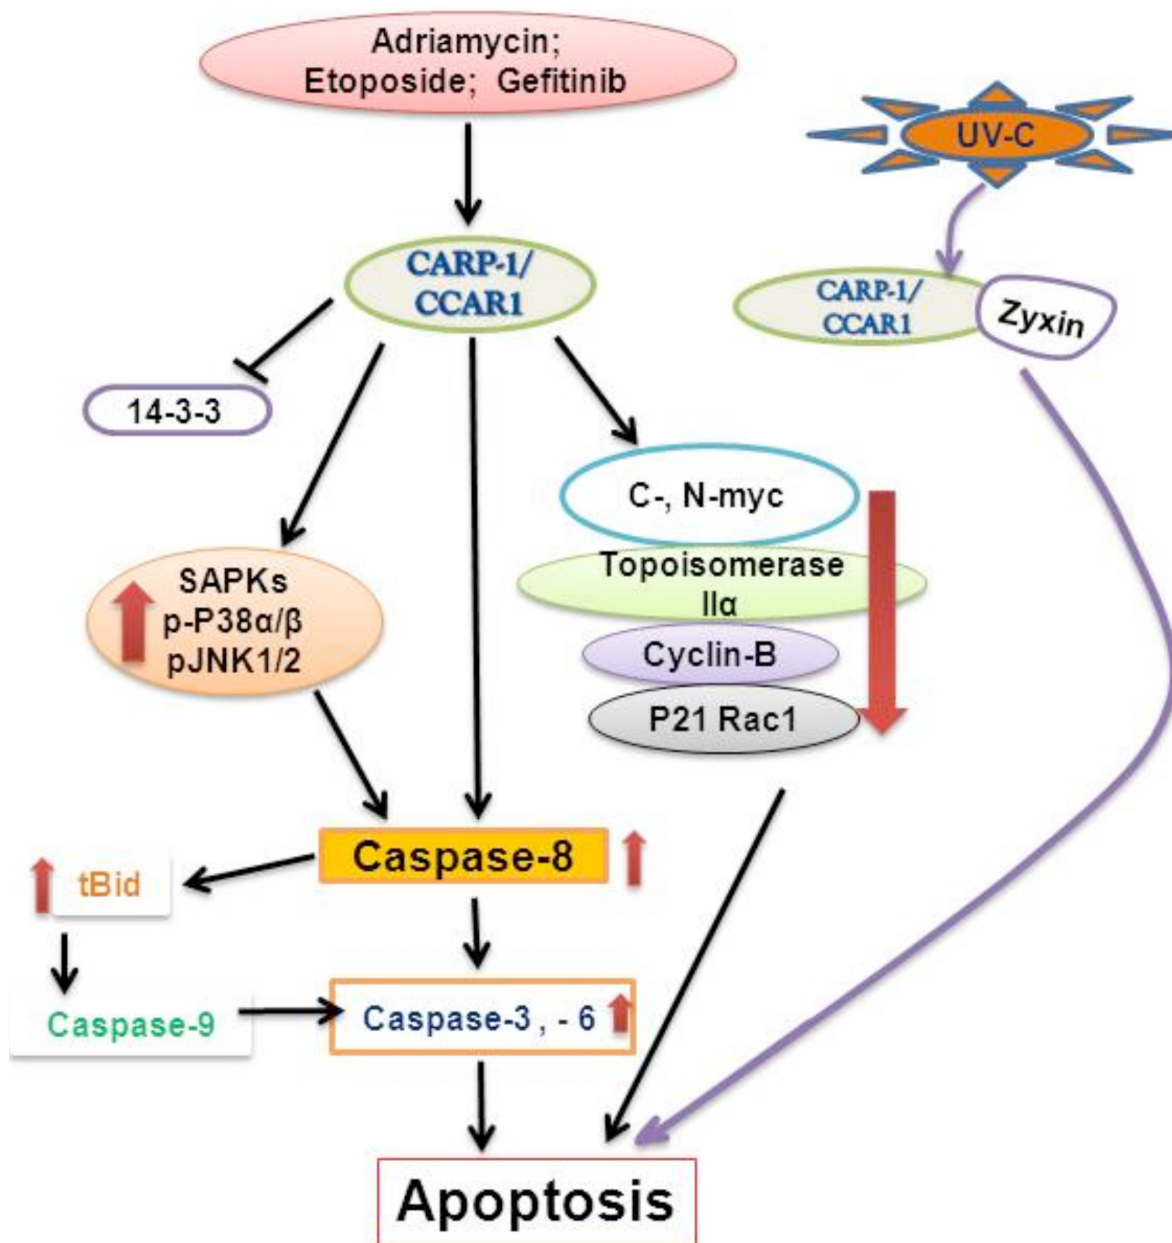 Adriamycin;
Etoposide; Gefitinib
UV-C
CARP-1/
CCAR1
CARP-1/
CCAR1
Zyxin
14-3-3
C-, N-myc
Topoisomerase
IIα
SAPKs
p-P38α/β
pJNK1/2
Cyclin-B
P21 Rac1
Caspase-8
tBid
Caspase-9
Caspase-3 , - 6
Apoptosis